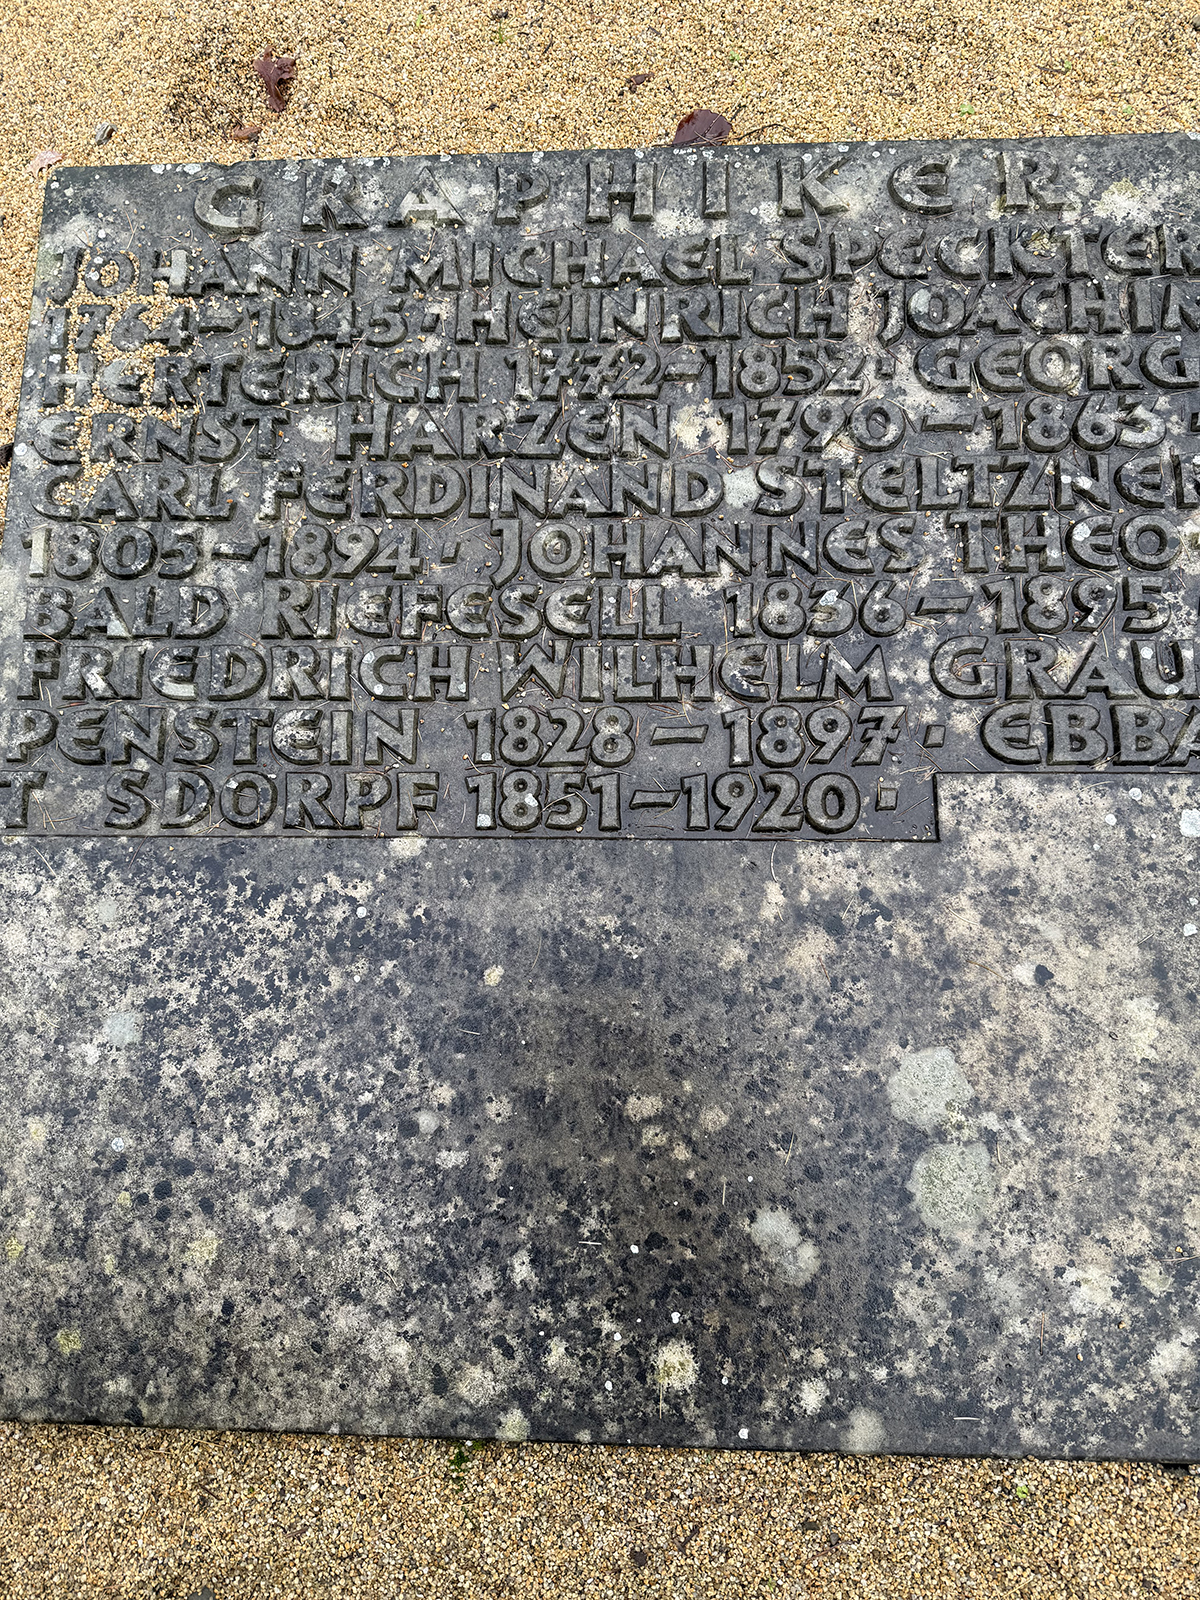 GRAPHIKER
JOHANN MICHAEL SPECKTER
1764–1845· HEINRICH JOACHIM
HERTERICH 1772–1852· GEORG
ERNST HARZEN 1790–1863
CARL FERDINAND STELTZNER
1805–1894· JOHANNES THEO-
BALD RIEFESELL 1836–1895
FRIEDRICH WILHELM GRAU
PENSTEIN 1828–1897· EBBA
T SDORPF 1851–1920·